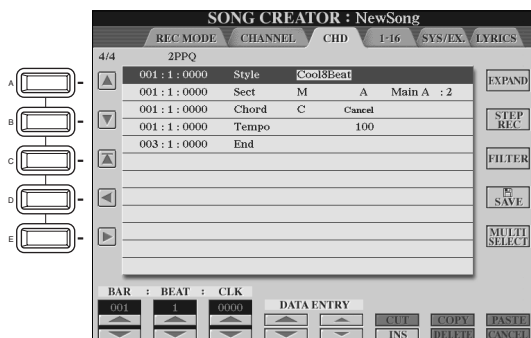 SONG CREATOR : NewSong
REC MODE CHANNEL CHD 1-16 SYS/EX. LYRICS
4/4 2PPQ
A 001 : 1 : 0000 Style Cool8Beat EXPAND
001 : 1 : 0000 Sect M A Main A : 2
B 001 : 1 : 0000 Chord C Cancel STEP REC
001 : 1 : 0000 Tempo 100
C 003 : 1 : 0000 End FILTER
D SAVE
E MULTI SELECT
BAR : BEAT : CLK
001 1 0000 DATA ENTRY
CUT COPY PASTE
INS DELETE CANCEL